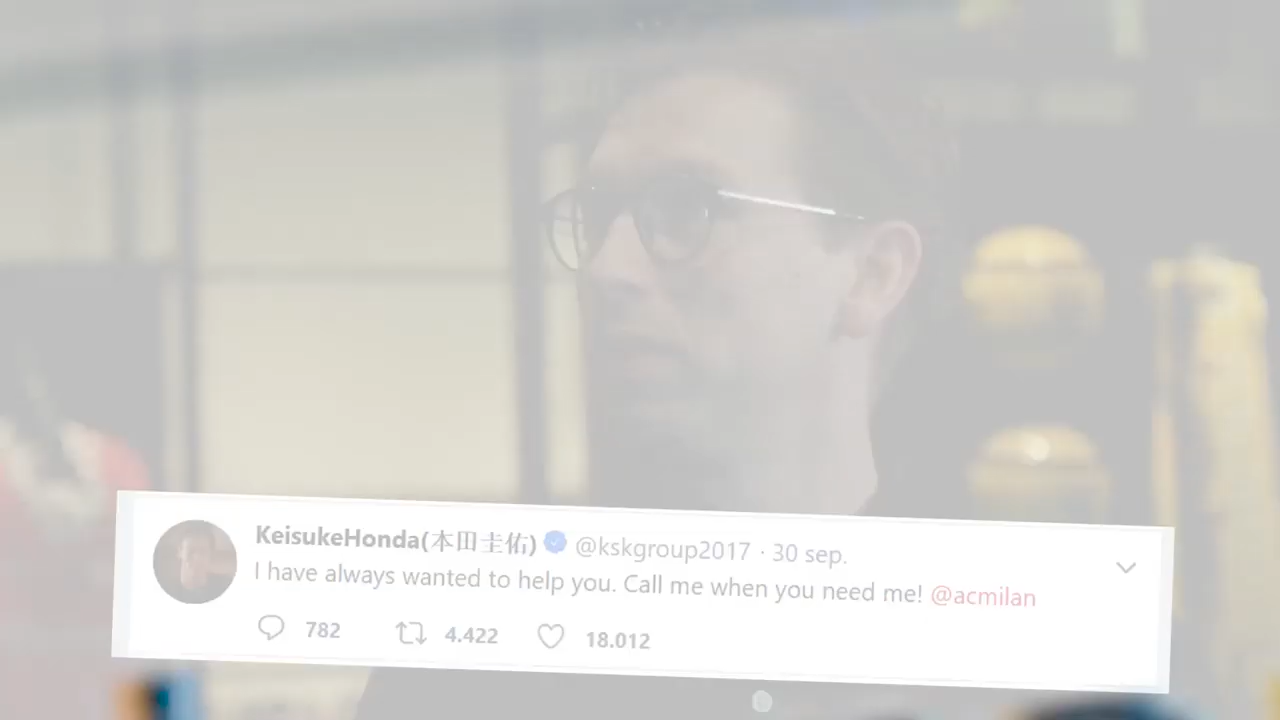 KeisukeHonda(本田圭佑) @kskgroup2017 · 30 sep.
I have always wanted to help you. Call me when you need me! @acmilan
782 4.422 18.012